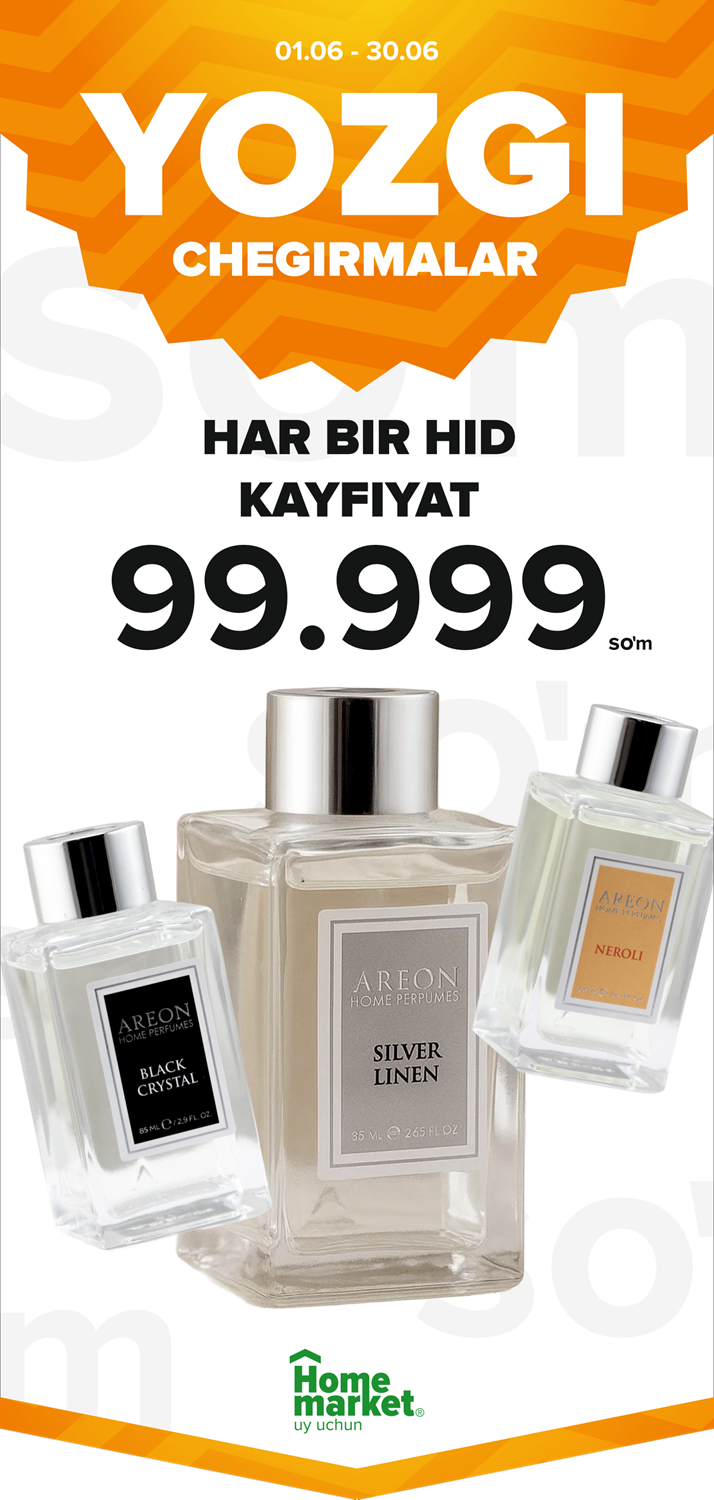 01.06 - 30.06
YOZGI
CHEGIRMALAR
HAR BIR HID
KAYFIYAT
99.999 so'm
AREON
HOME PERFUMES
BLACK
CRYSTAL
85 ML ℮ / 2,9 FL. OZ.
AREON
HOME PERFUMES
SILVER
LINEN
85 ML ℮ 265 FL OZ
AREON
HOME PERFUMES
NEROLI
Home
market®
uy uchun